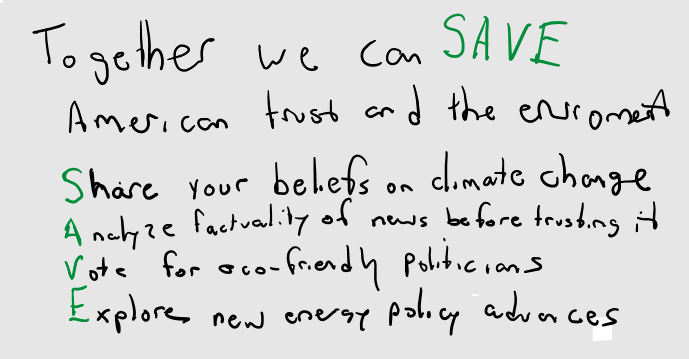 Together we can SAVE
American trust and the enviroment
Share your beliefs on climate change
Analyze factuality of news before trusting it
Vote for eco-friendly politicians
Explore new energy policy advances